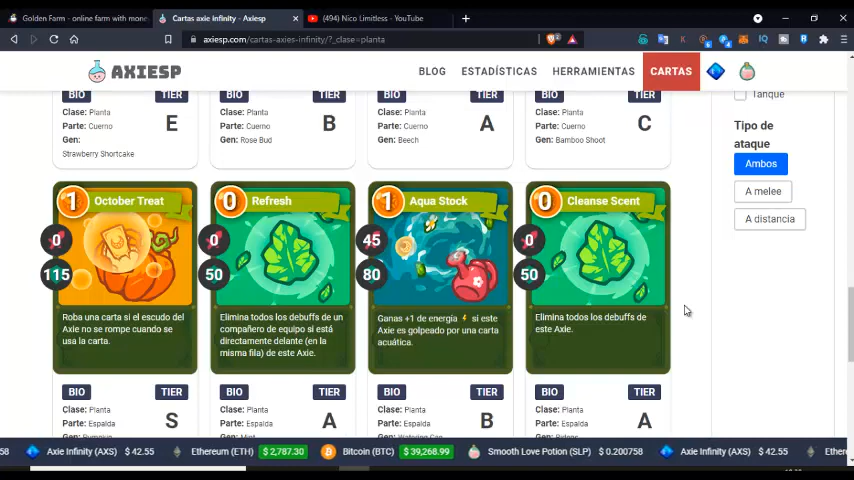 Golden Farm - online farm with mone
Cartas axie infinity - Axiesp
(494) Nico Limitless - YouTube
axiesp.com/cartas-axies-infinity/?_clase=planta
AXIESP
BLOG
ESTADÍSTICAS
HERRAMIENTAS
CARTAS
BIO
TIER
Clase: Planta
Parte: Cuerno
Gen:
Strawberry Shortcake
E
BIO
TIER
Clase: Planta
Parte: Cuerno
Gen: Rose Bud
B
BIO
TIER
Clase: Planta
Parte: Cuerno
Gen: Beech
A
BIO
TIER
Clase: Planta
Parte: Cuerno
Gen: Bamboo Shoot
C
Tanque
Tipo de
ataque
Ambos
A melee
A distancia
1
October Treat
0
115
Roba una carta si el escudo del
Axie no se rompe cuando se
usa la carta.
0
Refresh
0
50
Elimina todos los debuffs de un
compañero de equipo si está
directamente delante (en la
misma fila) de este Axie.
1
Aqua Stock
45
80
Ganas +1 de energía si este
Axie es golpeado por una carta
acuática.
0
Cleanse Scent
0
50
Elimina todos los debuffs de
este Axie.
BIO
TIER
Clase: Planta
Parte: Espalda
S
BIO
TIER
Clase: Planta
Parte: Espalda
A
BIO
TIER
Clase: Planta
Parte: Espalda
B
BIO
TIER
Clase: Planta
Parte: Espalda
A
58
Axie Infinity (AXS) $ 42.55
Ethereum (ETH) $ 2,787.30
Bitcoin (BTC) $ 39,268.99
Smooth Love Potion (SLP) $ 0.200758
Axie Infinity (AXS) $ 42.55
Ether